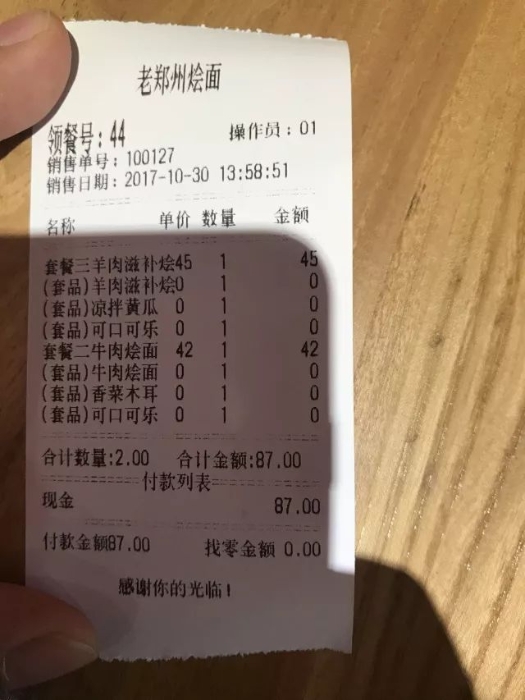 老郑州烩面
领餐号：44 操作员：01
销售单号：100127
销售日期：2017-10-30 13:58:51
名称 单价 数量 金额
套餐三羊肉滋补烩45 1 45
(套品)羊肉滋补烩0 1 0
(套品)凉拌黄瓜 0 1 0
(套品)可口可乐 0 1 0
套餐二牛肉烩面 42 1 42
(套品)牛肉烩面 0 1 0
(套品)香菜木耳 0 1 0
(套品)可口可乐 0 1 0
合计数量:2.00 合计金额:87.00
付款列表
现金 87.00
付款金额87.00 找零金额 0.00
感谢你的光临！